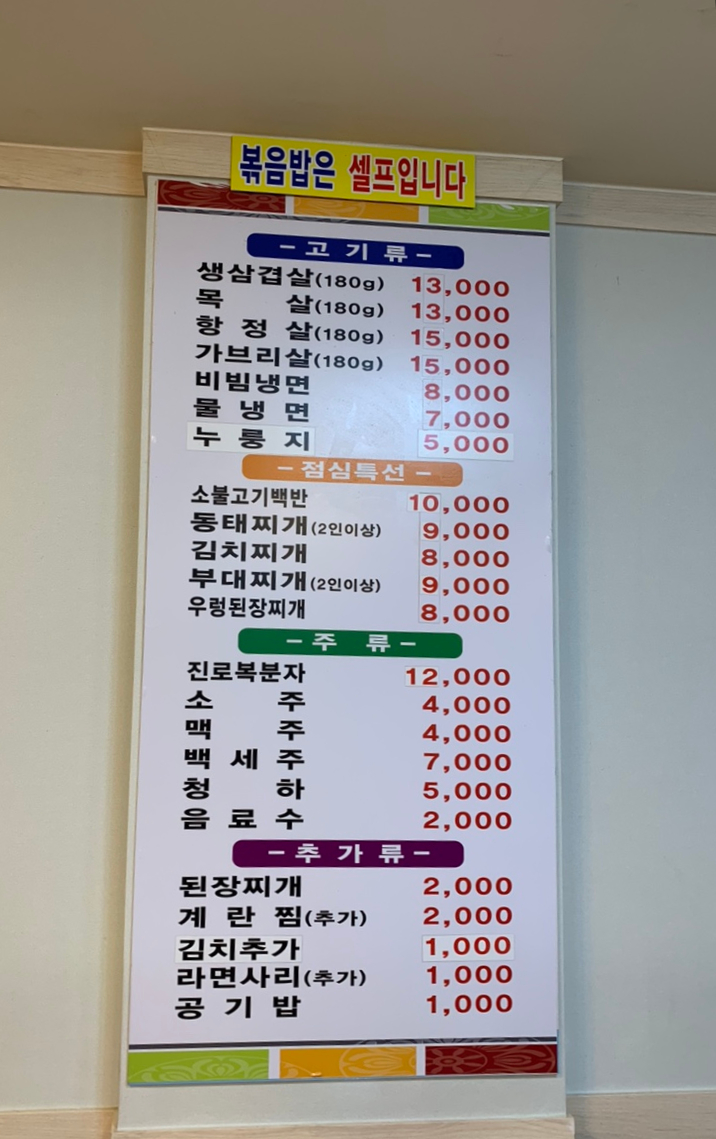 볶음밥은 셀프입니다
- 고 기 류 -
생삼겹살(180g) 13,000
목 살(180g) 13,000
항 정 살(180g) 15,000
가브리살(180g) 15,000
비빔냉면 8,000
물 냉 면 7,000
누 룽 지 5,000
- 점심특선 -
소불고기백반 10,000
동태찌개(2인이상) 9,000
김치찌개 8,000
부대찌개(2인이상) 9,000
우렁된장찌개 8,000
- 주 류 -
진로복분자 12,000
소 주 4,000
맥 주 4,000
백 세 주 7,000
청 하 5,000
음 료 수 2,000
- 추 가 류 -
된장찌개 2,000
계 란 찜(추가) 2,000
김치추가 1,000
라면사리(추가) 1,000
공 기 밥 1,000